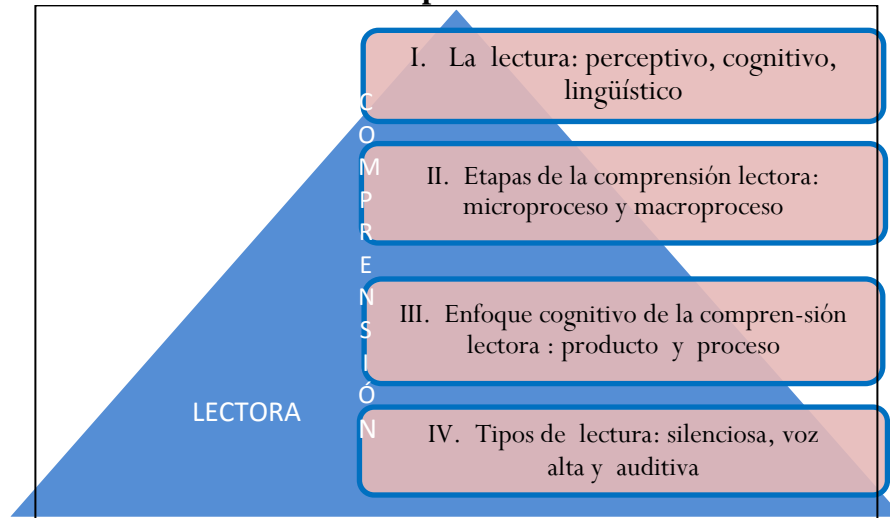 I. La lectura: perceptivo, cognitivo,
lingüístico
II. Etapas de la comprensión lectora:
microproceso y macroproceso
III. Enfoque cognitivo de la compren-sión
lectora : producto y proceso
IV. Tipos de lectura: silenciosa, voz
alta y auditiva
COMPRENSIÓN
LECTORA